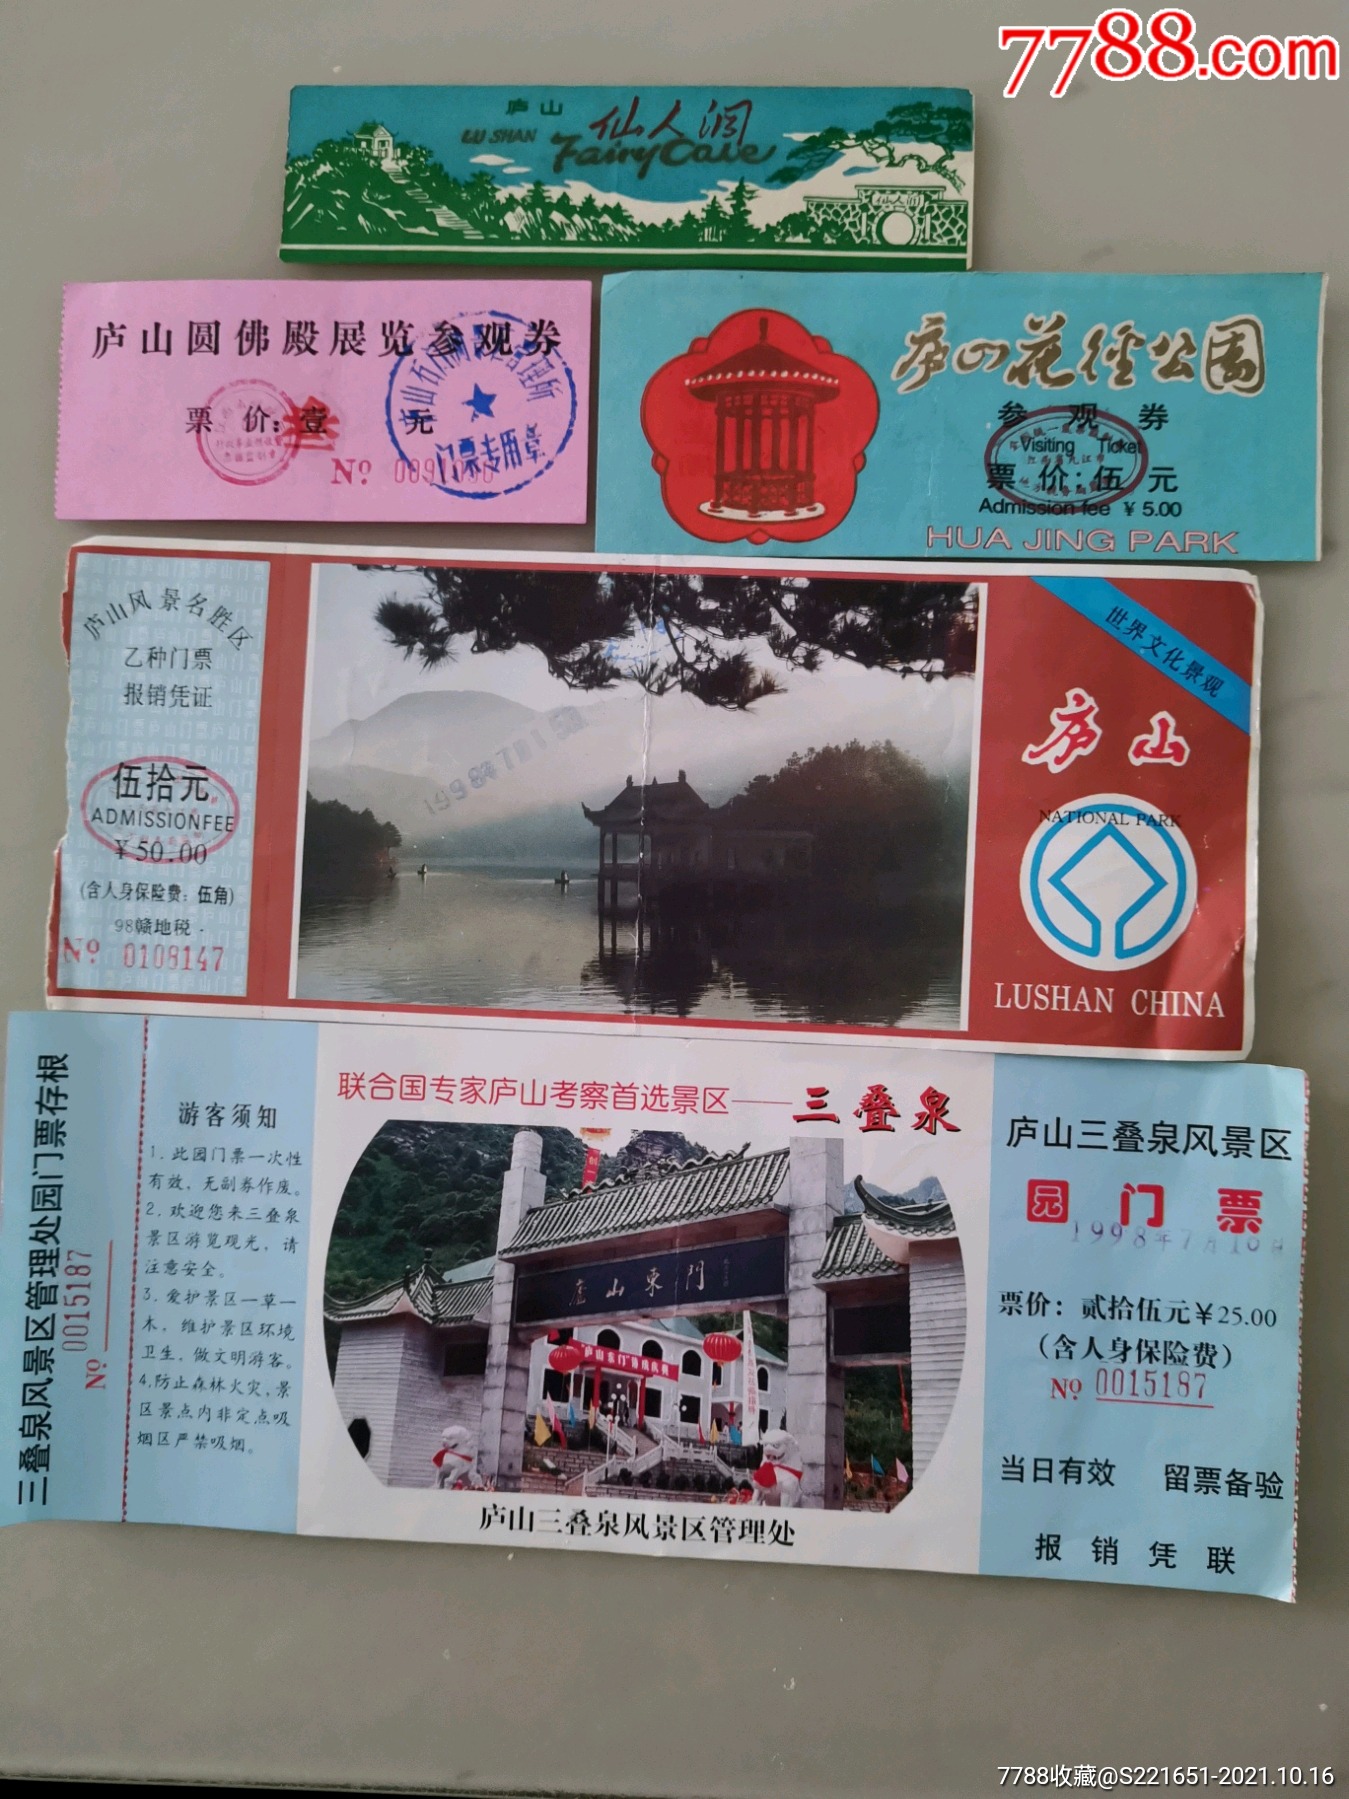 7788.com
庐山
LU SHAN
仙人洞
Fairy Cave
仙人洞
庐山圆佛殿展览参观券
票 价：壹 元
叁
门票专用章
No
庐山花径公园
参 观 券
Visiting Ticket
票 价：伍 元
Admission fee ¥ 5.00
HUA JING PARK
庐山风景名胜区
乙种门票
报销凭证
伍拾元
ADMISSIONFEE
¥50.00
(含人身保险费：伍角)
98赣地税
No 0108147
世界文化景观
庐山
NATIONAL PARK
LUSHAN CHINA
三叠泉风景区管理处园门票存根
No 0015187
游客须知
1.此园门票一次性
有效，无副券作废。
2.欢迎您来三叠泉
景区游览观光，请
注意安全。
3.爱护景区一草一
木，维护景区环境
卫生，做文明游客。
4,防止森林火灾,景
区景点内非定点吸
烟区严禁吸烟。
联合国专家庐山考察首选景区——三叠泉
庐山東門
庐山三叠泉风景区管理处
庐山三叠泉风景区
园门票
1998年7月10日
票价：贰拾伍元¥25.00
(含人身保险费)
No 0015187
当日有效 留票备验
报销凭联
7788收藏@S221651-2021.10.16